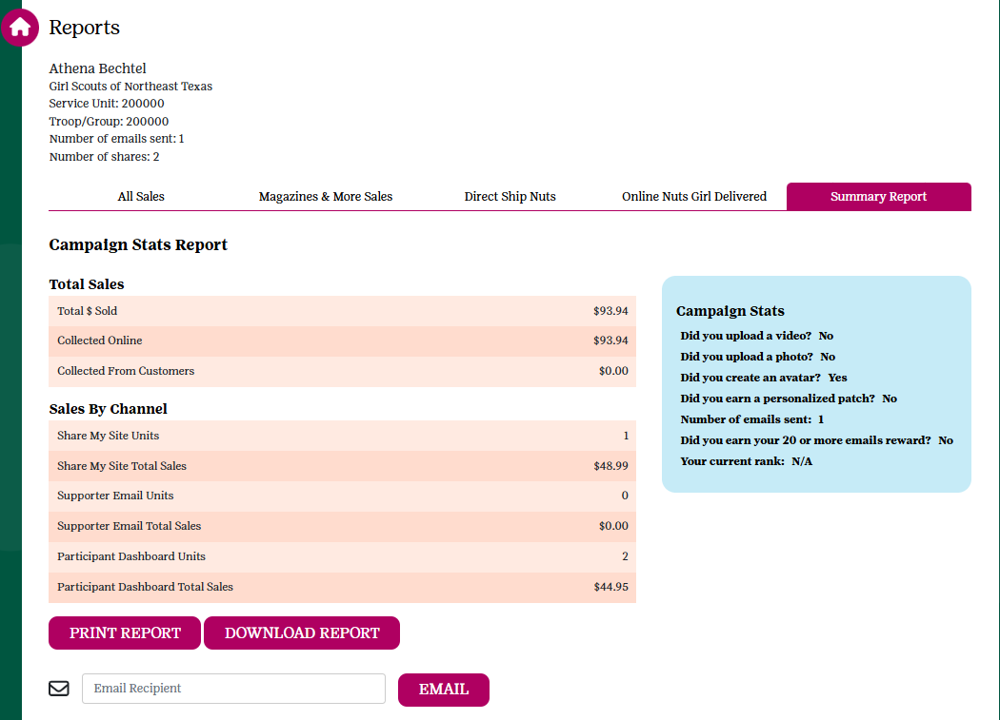 Reports
Athena Bechtel
Girl Scouts of Northeast Texas
Service Unit: 200000
Troop/Group: 200000
Number of emails sent: 1
Number of shares: 2
All Sales Magazines & More Sales Direct Ship Nuts Online Nuts Girl Delivered Summary Report
Campaign Stats Report
Total Sales
Total $ Sold $93.94
Collected Online $93.94
Collected From Customers $0.00
Sales By Channel
Share My Site Units 1
Share My Site Total Sales $48.99
Supporter Email Units 0
Supporter Email Total Sales $0.00
Participant Dashboard Units 2
Participant Dashboard Total Sales $44.95
Campaign Stats
Did you upload a video? No
Did you upload a photo? No
Did you create an avatar? Yes
Did you earn a personalized patch? No
Number of emails sent: 1
Did you earn your 20 or more emails reward? No
Your current rank: N/A
PRINT REPORT DOWNLOAD REPORT
Email Recipient EMAIL